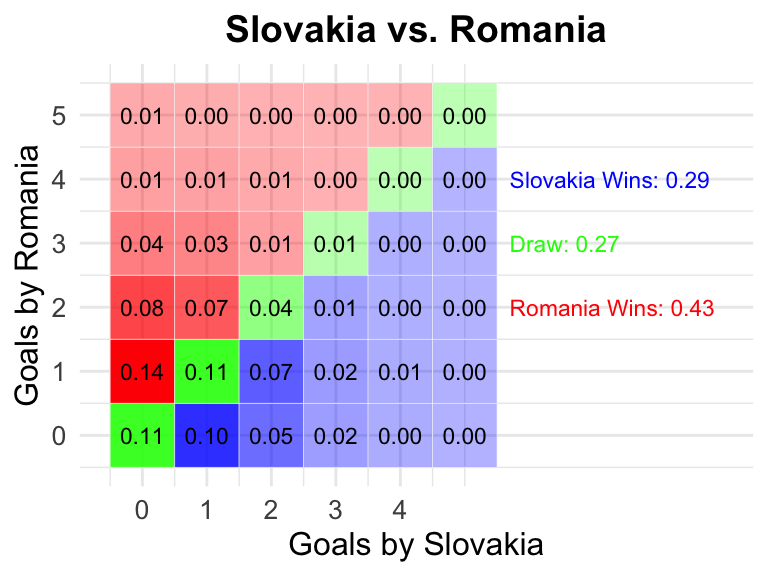 Slovakia vs. Romania
Goals by Romania
5 0.01 0.00 0.00 0.00 0.00 0.00
4 0.01 0.01 0.01 0.00 0.00 0.00 Slovakia Wins: 0.29
3 0.04 0.03 0.01 0.01 0.00 0.00 Draw: 0.27
2 0.08 0.07 0.04 0.01 0.00 0.00 Romania Wins: 0.43
1 0.14 0.11 0.07 0.02 0.01 0.00
0 0.11 0.10 0.05 0.02 0.00 0.00
0 1 2 3 4
Goals by Slovakia